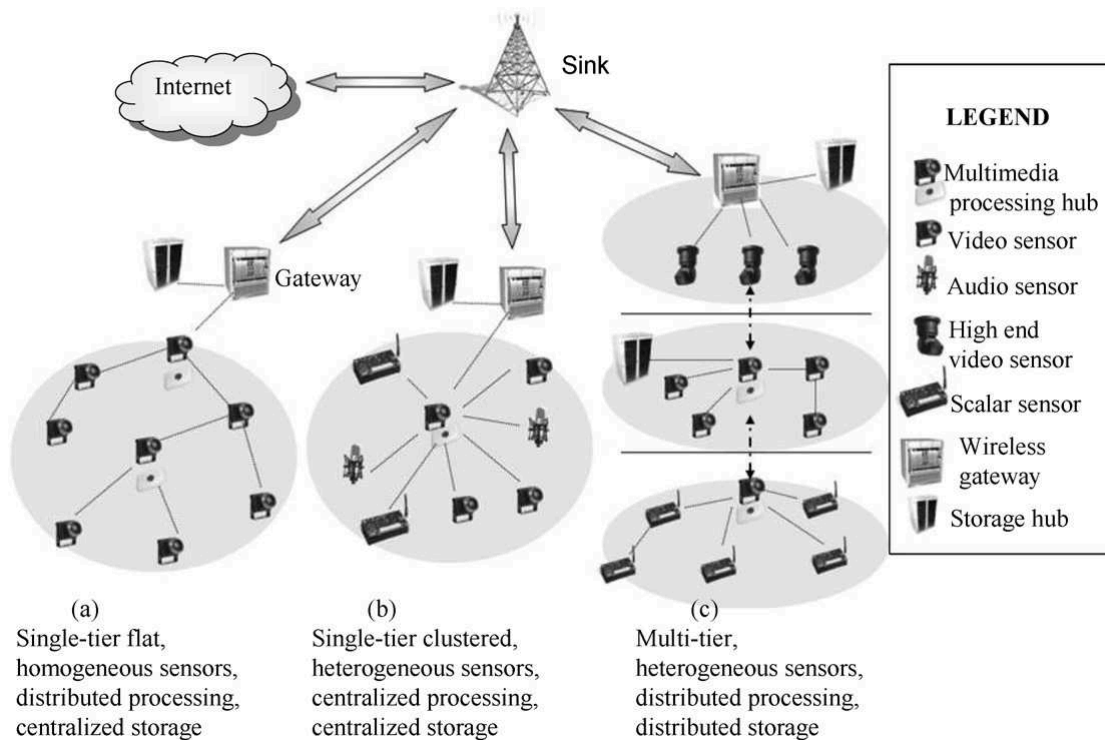 Internet
Sink
Gateway
LEGEND
Multimedia
processing hub
Video sensor
Audio sensor
High end
video sensor
Scalar sensor
Wireless
gateway
Storage hub
(a)
Single-tier flat,
homogeneous sensors,
distributed processing,
centralized storage
(b)
Single-tier clustered,
heterogeneous sensors,
centralized processing,
centralized storage
(c)
Multi-tier,
heterogeneous sensors,
distributed processing,
distributed storage